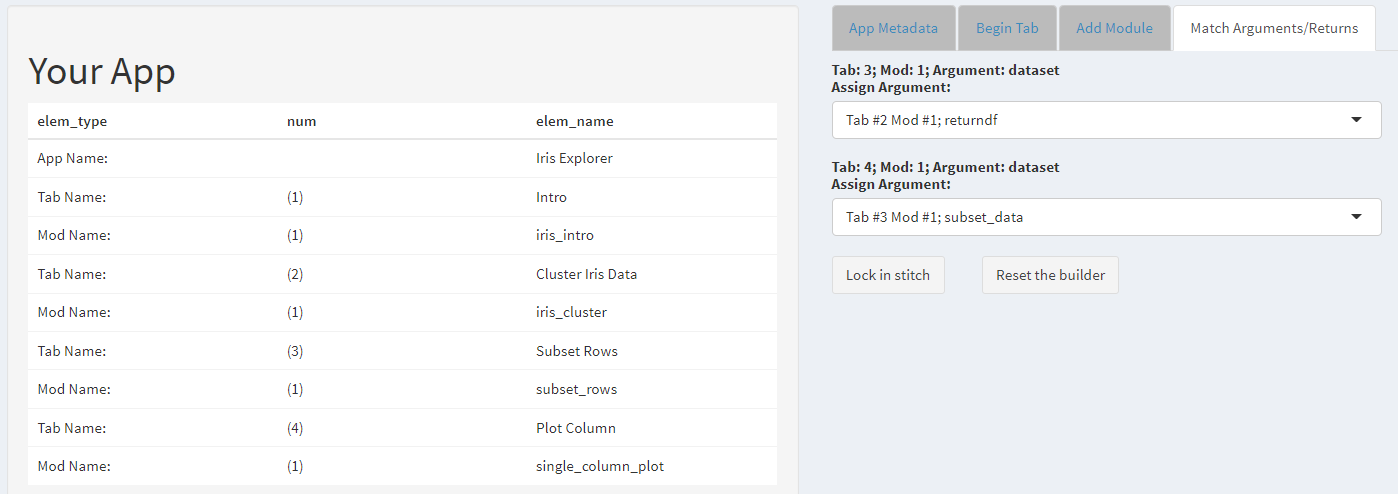 Your App
elem_type num elem_name
App Name: Iris Explorer
Tab Name: (1) Intro
Mod Name: (1) iris_intro
Tab Name: (2) Cluster Iris Data
Mod Name: (1) iris_cluster
Tab Name: (3) Subset Rows
Mod Name: (1) subset_rows
Tab Name: (4) Plot Column
Mod Name: (1) single_column_plot
App Metadata Begin Tab Add Module Match Arguments/Returns
Tab: 3; Mod: 1; Argument: dataset
Assign Argument:
Tab #2 Mod #1; returndf
Tab: 4; Mod: 1; Argument: dataset
Assign Argument:
Tab #3 Mod #1; subset_data
Lock in stitch Reset the builder